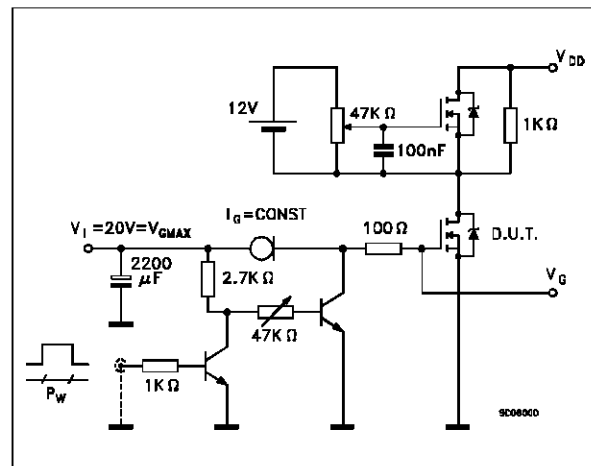 V_DD
12V
47K Ω
1K Ω
100nF
I_G = CONST
V_I = 20V = V_GMAX
100 Ω
D.U.T.
2200
μF
2.7K Ω
V_G
47K Ω
1K Ω
P_W